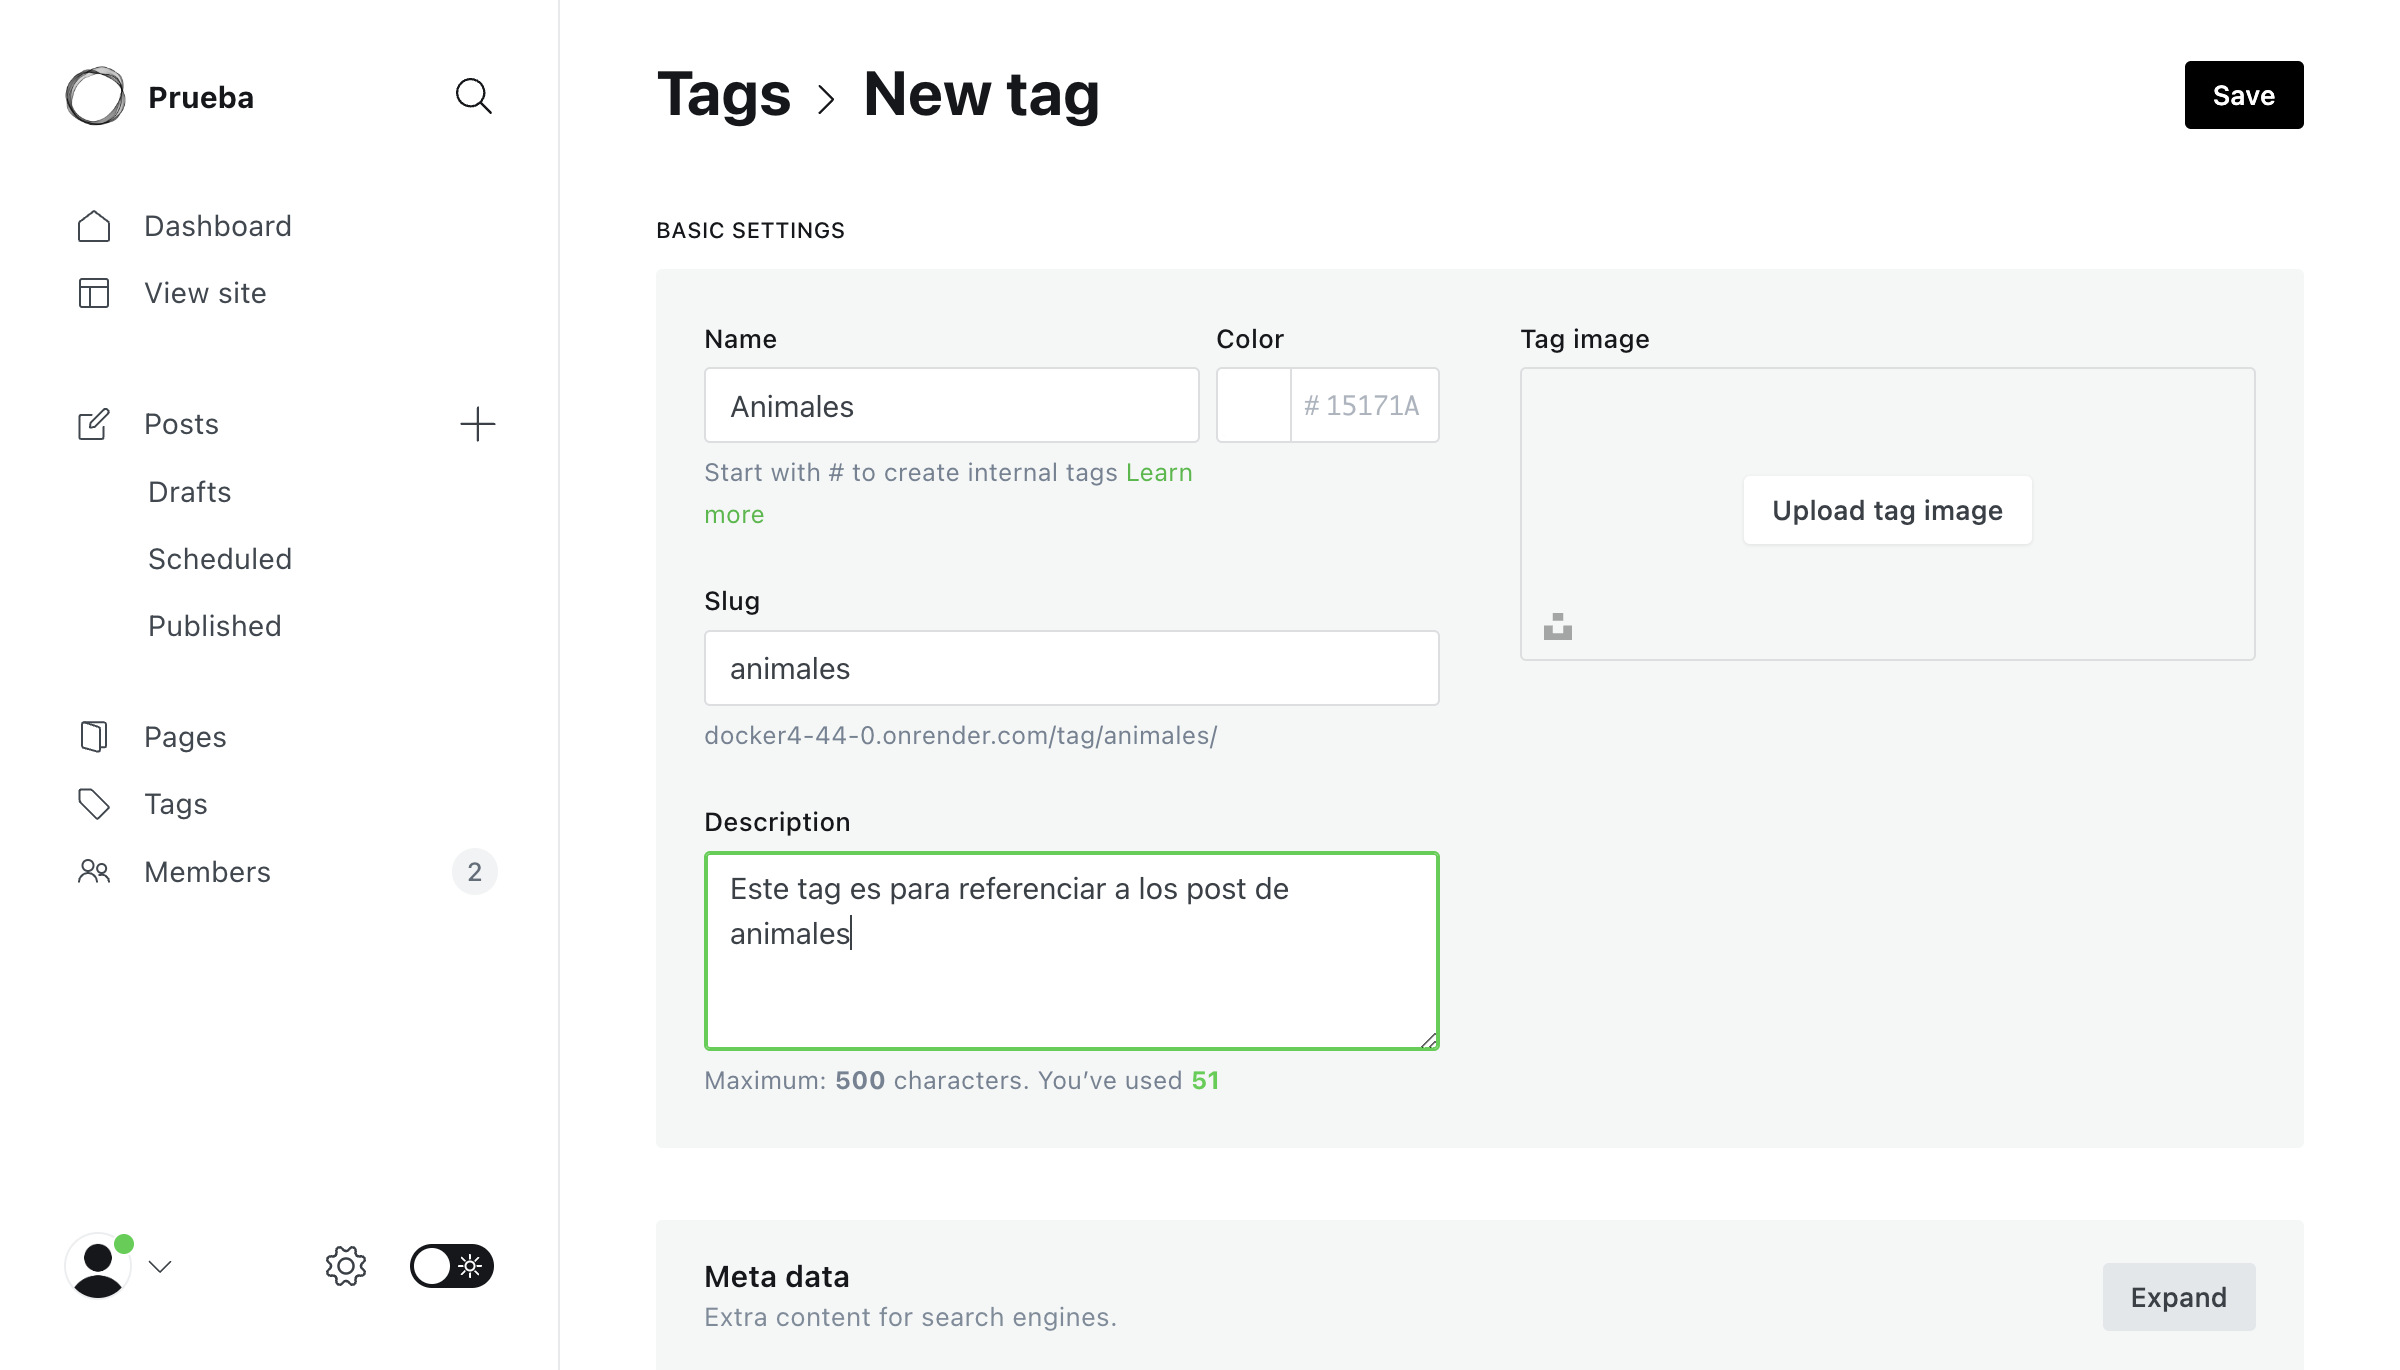 Prueba
Dashboard
View site
Posts
Drafts
Scheduled
Published
Pages
Tags
Members
2
Tags > New tag
Save
BASIC SETTINGS
Name
Color
Animales
# 15171A
Start with # to create internal tags Learn
more
Slug
animales
docker4-44-0.onrender.com/tag/animales/
Description
Este tag es para referenciar a los post de
animales
Maximum: 500 characters. You’ve used 51
Tag image
Upload tag image
Meta data
Extra content for search engines.
Expand